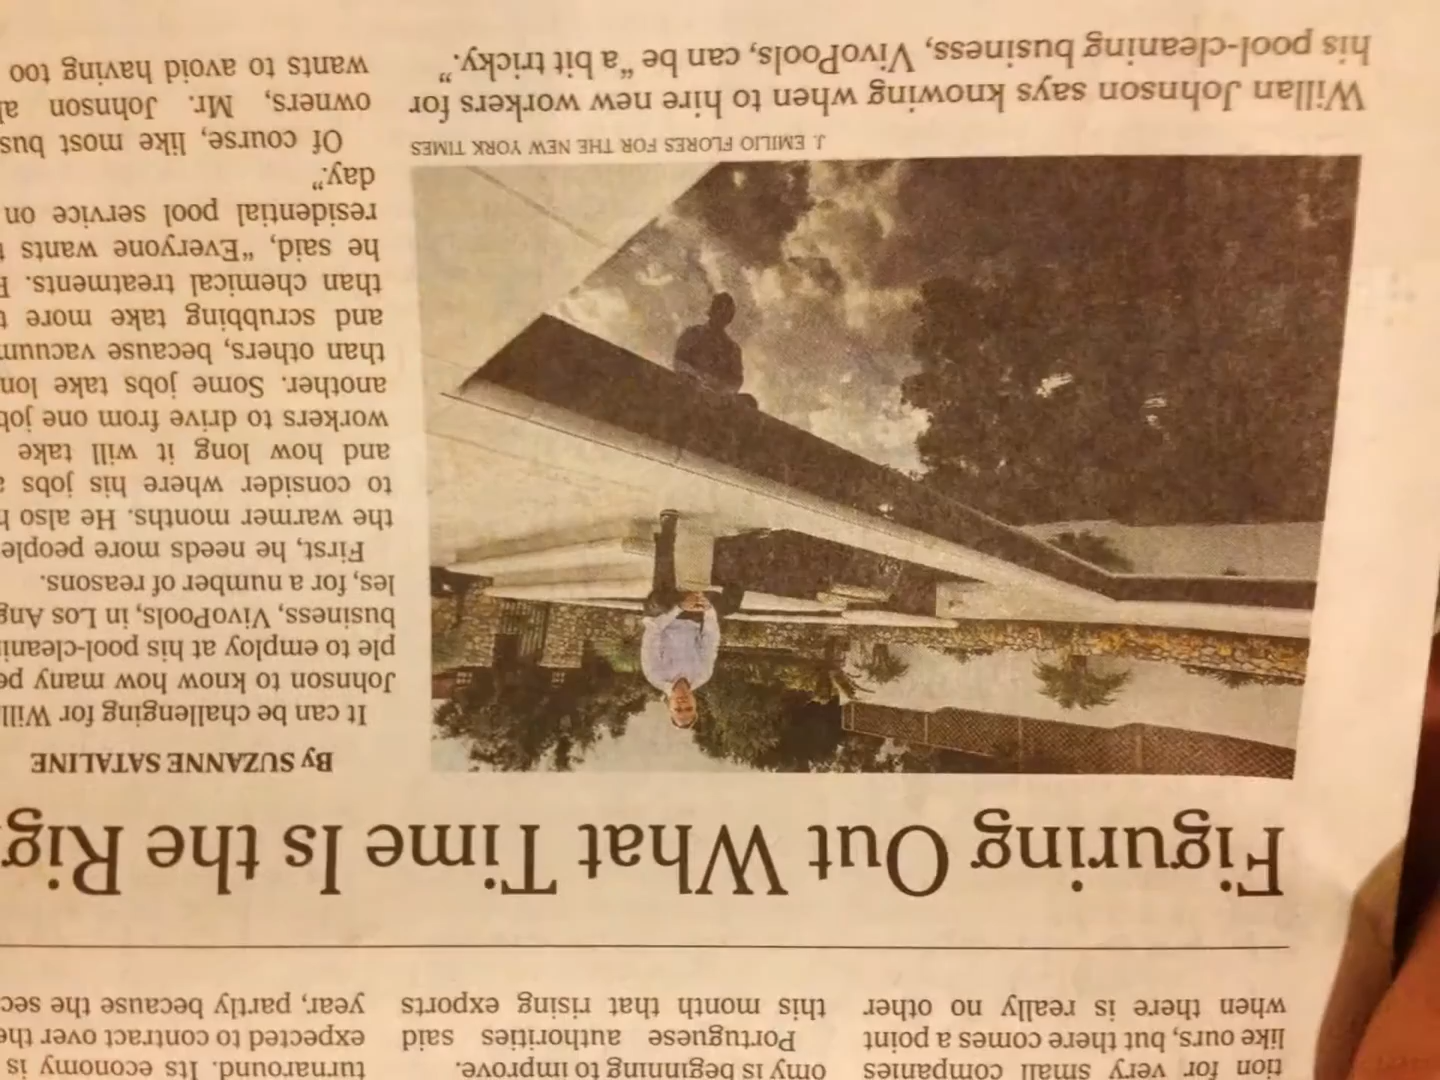 tion for very small companies
like ours, but there comes a point
when there is really no other
omy is beginning to improve.
Portuguese authorities said
this month that rising exports
turnaround. Its economy is
expected to contract over the
year, partly because the sec
Figuring Out What Time Is the Rig
J. EMILIO FLORES FOR THE NEW YORK TIMES
Willan Johnson says knowing when to hire new workers for
his pool-cleaning business, VivoPools, can be “a bit tricky.”
By SUZANNE SATALINE
It can be challenging for Will
Johnson to know how many pe
ple to employ at his pool-cleanin
business, VivoPools, in Los Ang
les, for a number of reasons.
First, he needs more people
the warmer months. He also h
to consider where his jobs a
and how long it will take
workers to drive from one job
another. Some jobs take lon
than others, because vacuum
and scrubbing take more t
than chemical treatments.
he said, “Everyone wants t
residential pool service on
day.”
Of course, like most bus
owners, Mr. Johnson al
wants to avoid having too